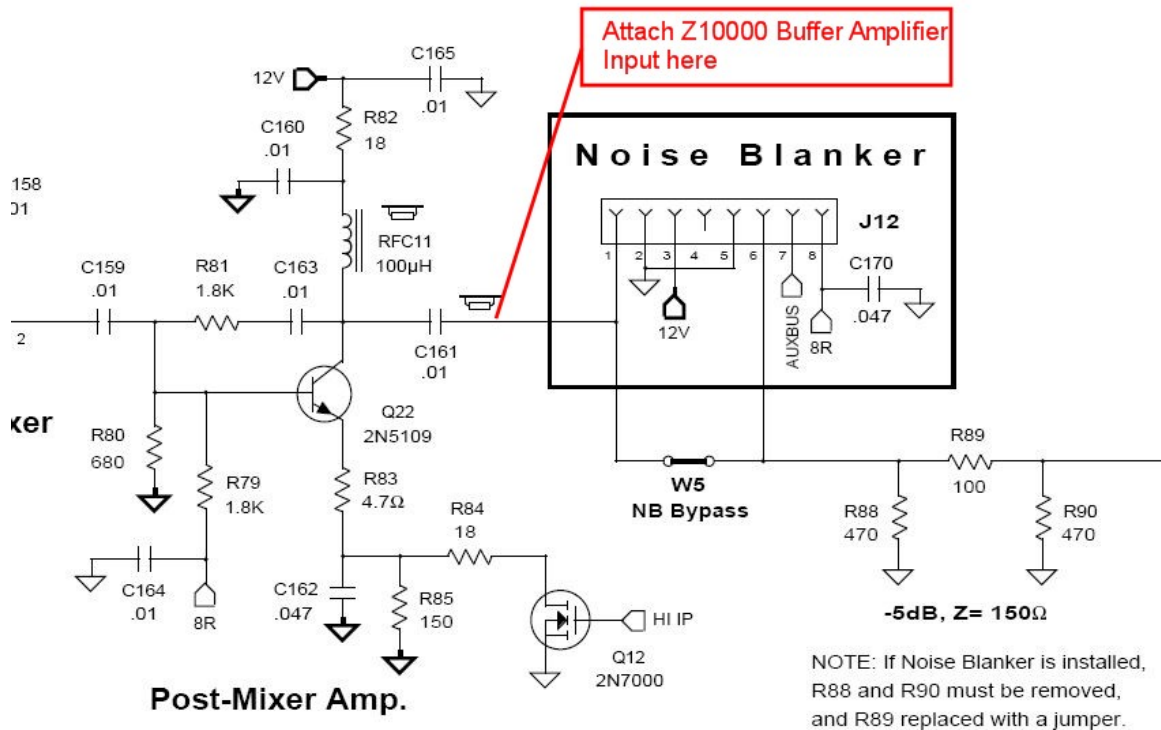 Attach Z10000 Buffer Amplifier
Input here
12V
C165
.01
R82
18
C160
.01
158
01
RFC11
100µH
Noise Blanker
J12
1 2 3 4 5 6 7 8
12V
AUXBUS
8R
C170
.047
C159
.01
R81
1.8K
C163
.01
C161
.01
2
xer
Q22
2N5109
R80
680
R79
1.8K
R83
4.7Ω
R84
18
C164
.01
8R
C162
.047
R85
150
HI IP
Q12
2N7000
W5
NB Bypass
R89
100
R88
470
R90
470
-5dB, Z= 150Ω
Post-Mixer Amp.
NOTE: If Noise Blanker is installed,
R88 and R90 must be removed,
and R89 replaced with a jumper.